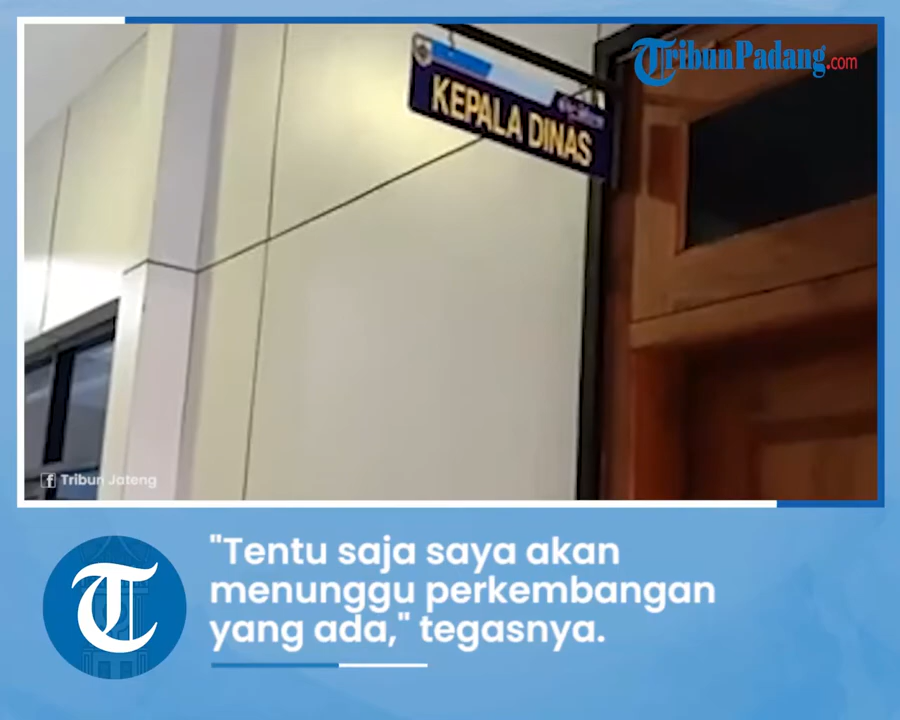 TribunPadang.com
KEPALA DINAS
Tribun Jateng
"Tentu saja saya akan
menunggu perkembangan
yang ada," tegasnya.